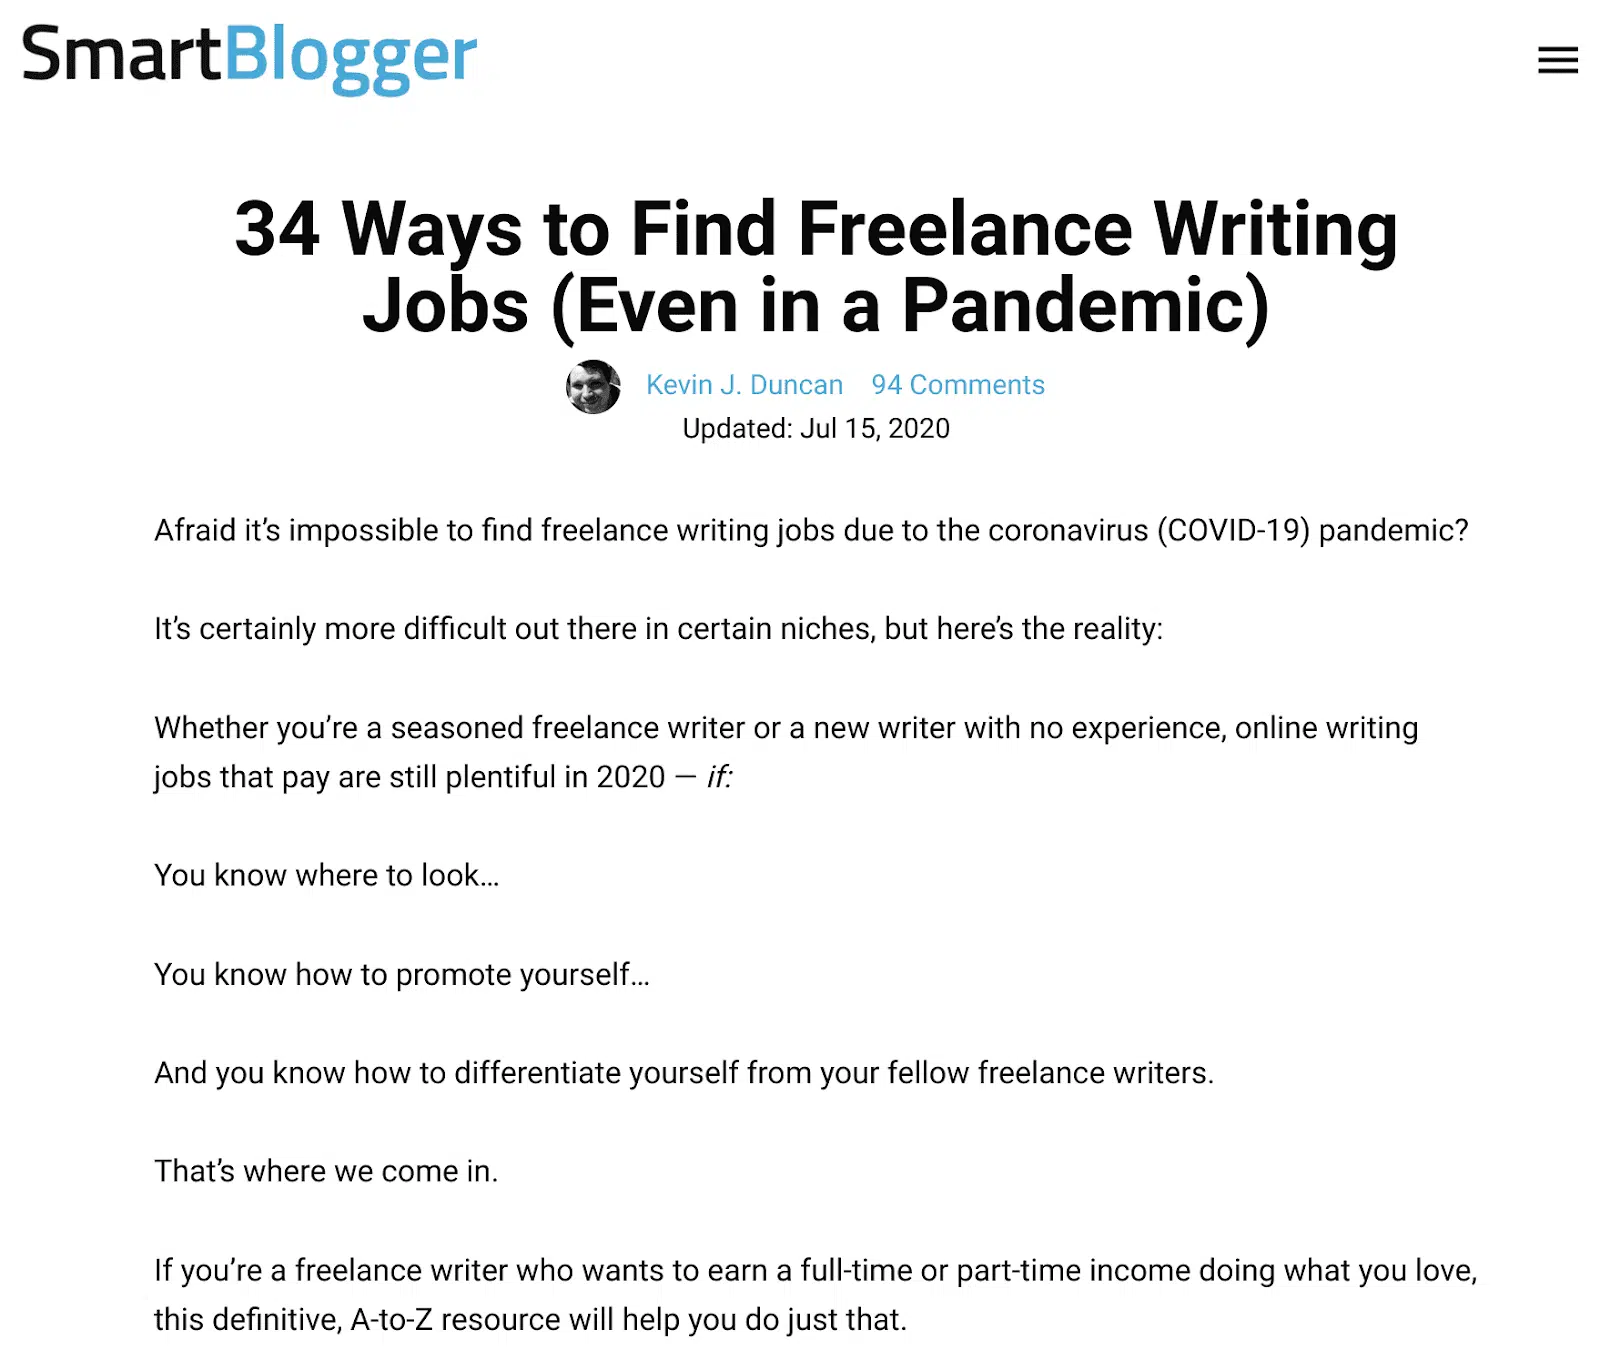 SmartBlogger
34 Ways to Find Freelance Writing
Jobs (Even in a Pandemic)
Kevin J. Duncan 94 Comments
Updated: Jul 15, 2020
Afraid it’s impossible to find freelance writing jobs due to the coronavirus (COVID-19) pandemic?
It’s certainly more difficult out there in certain niches, but here’s the reality:
Whether you’re a seasoned freelance writer or a new writer with no experience, online writing
jobs that pay are still plentiful in 2020 — if:
You know where to look…
You know how to promote yourself…
And you know how to differentiate yourself from your fellow freelance writers.
That’s where we come in.
If you’re a freelance writer who wants to earn a full-time or part-time income doing what you love,
this definitive, A-to-Z resource will help you do just that.